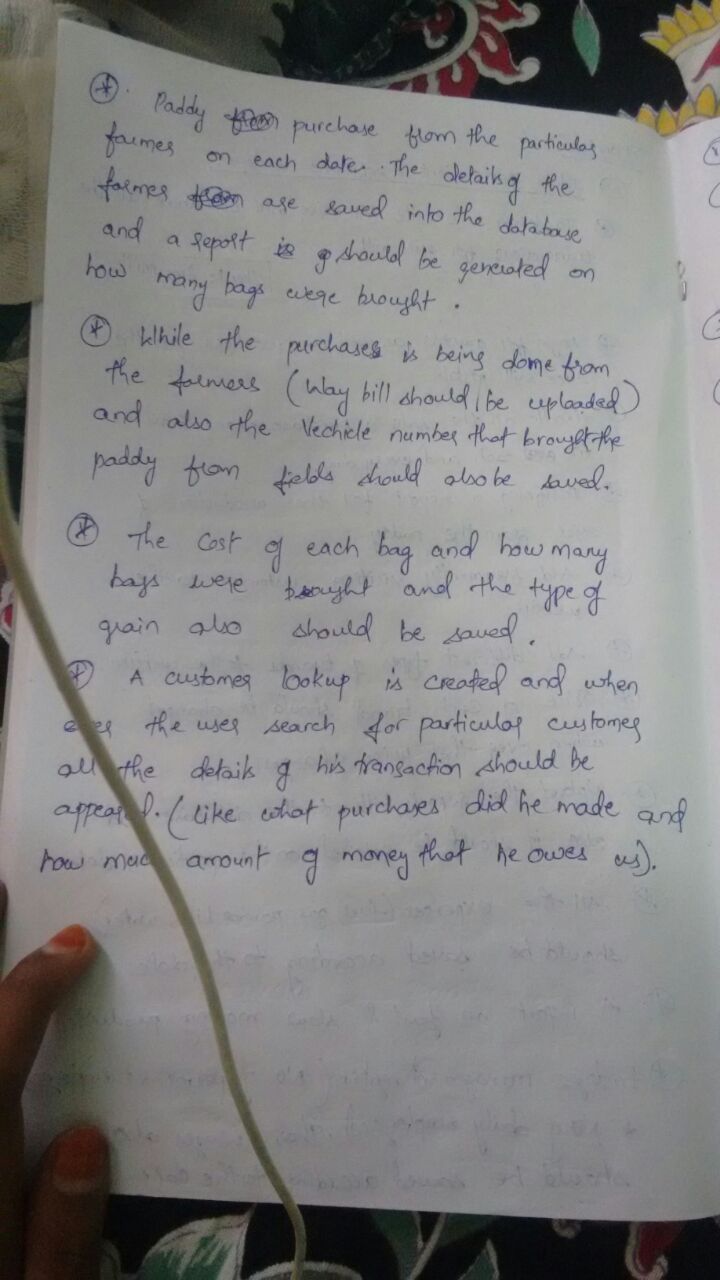 * . Paddy purchase from the particular
farmer on each date. The details of the
farmer are saved into the database
and a report should be generated on
how many bags were brought .
* While the purchases is being dome from
the farmers (Way bill should be uploaded)
and also the Vechicle number that brought the
paddy from fields should also be saved.
* The Cost of each bag and how many
bags were brought and the type of
grain also should be saved .
* A customer lookup is created and when
ever the user search for particular customer
all the details of his transaction should be
appeared. (like what purchases did he made and
how much amount of money that he owes us).